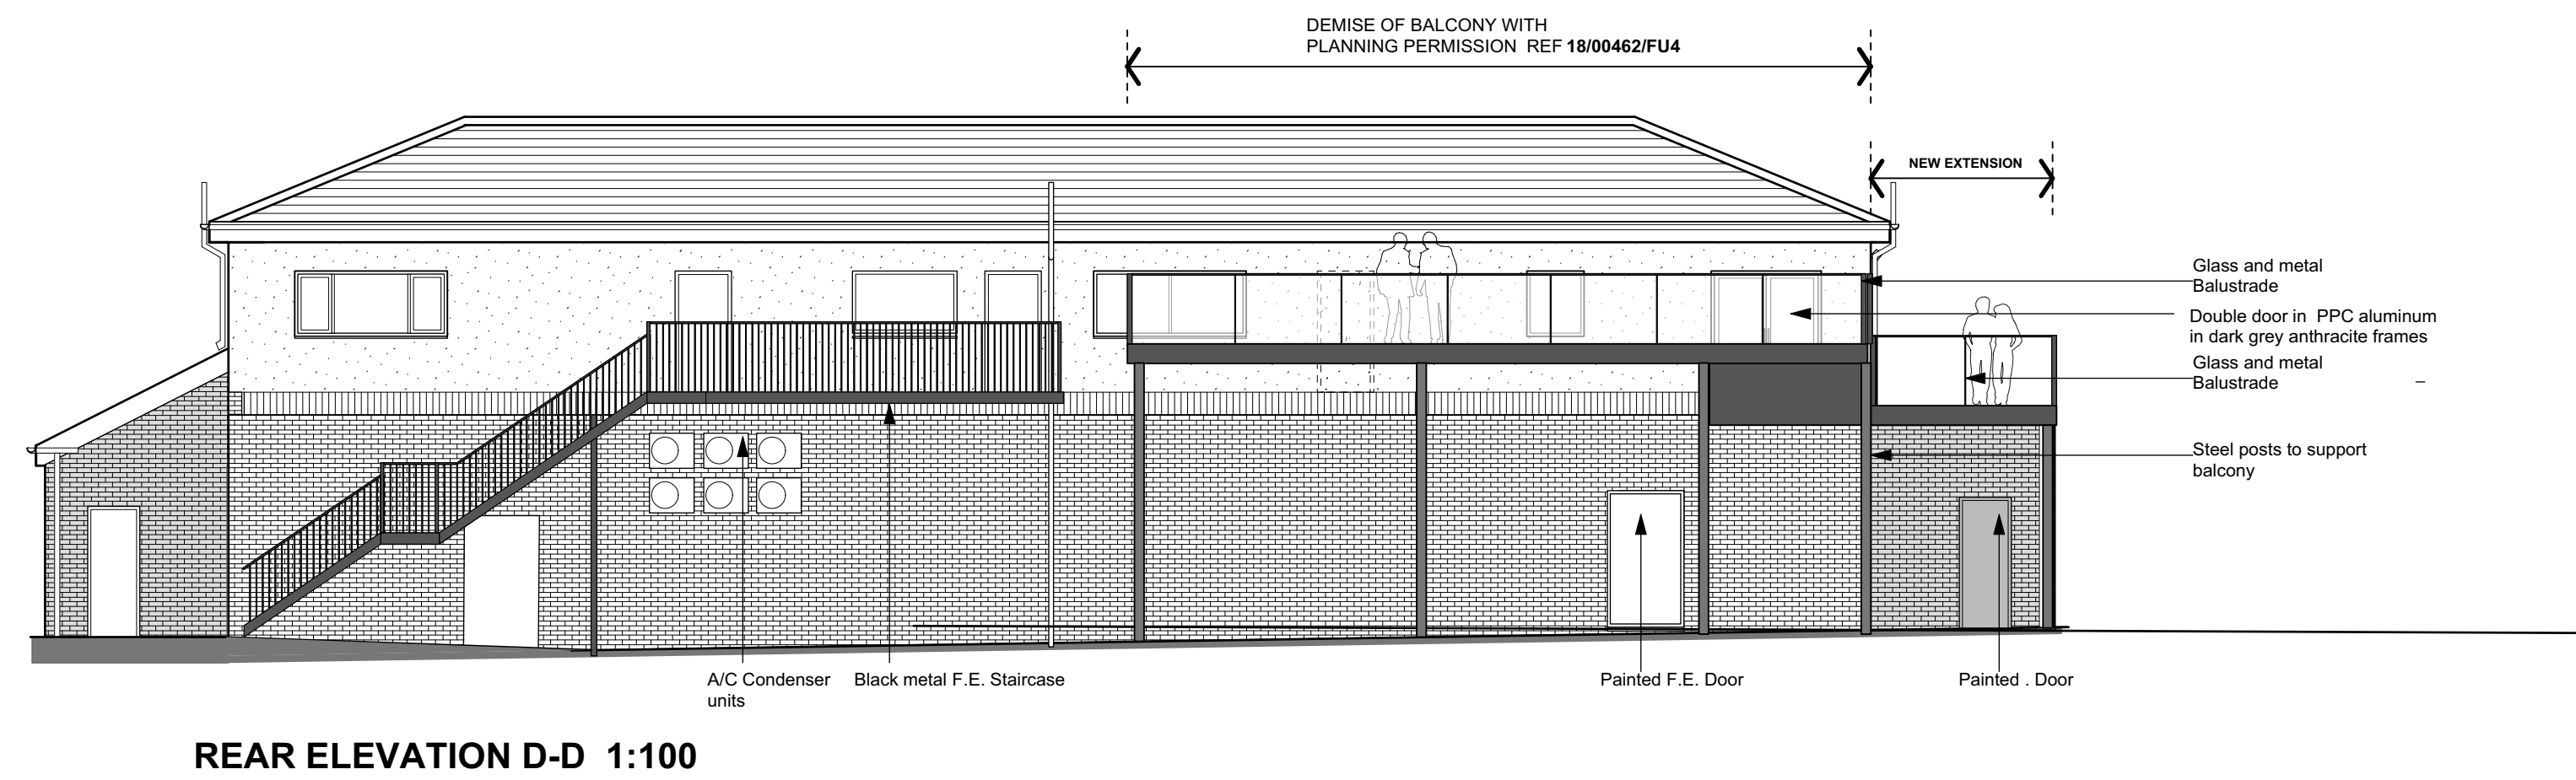 DEMISE OF BALCONY WITH
PLANNING PERMISSION REF 18/00462/FU4
NEW EXTENSION
Glass and metal
Balustrade
Double door in PPC aluminum
in dark grey anthracite frames
Glass and metal
Balustrade
Steel posts to support
balcony
A/C Condenser
units
Black metal F.E. Staircase
Painted F.E. Door
Painted . Door
REAR ELEVATION D-D 1:100